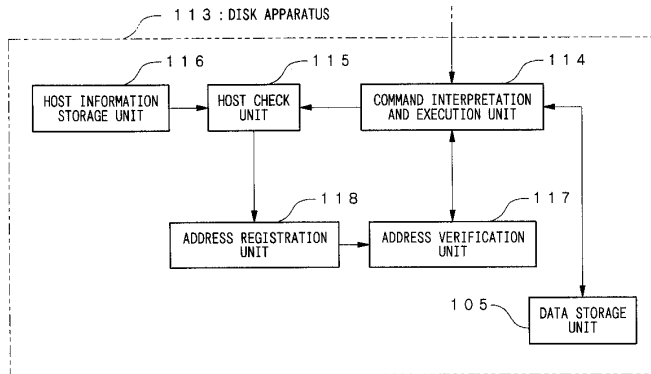 113 : DISK APPARATUS
116
115
114
HOST INFORMATION
STORAGE UNIT
HOST CHECK
UNIT
COMMAND INTERPRETATION
AND EXECUTION UNIT
118
117
ADDRESS REGISTRATION
UNIT
ADDRESS VERIFICATION
UNIT
105
DATA STORAGE
UNIT